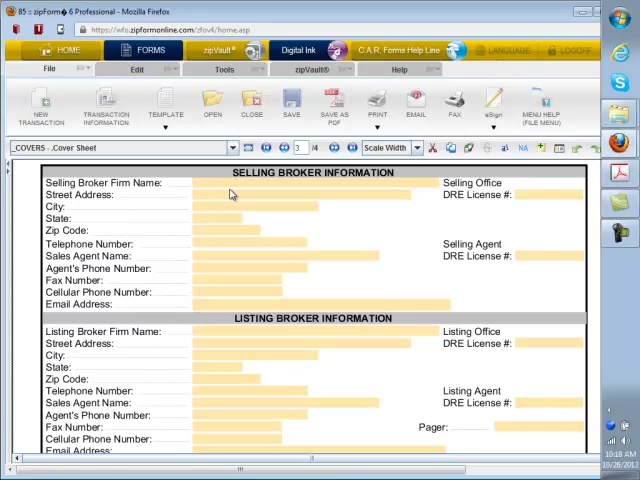 85 :: zipForm� 6 Professional - Mozilla Firefox
https://wfo.zipformonline.com/zfov4/home.asp
HOME FORMS zipVault® Digital Ink C.A.R. Forms Help Line LANGUAGE LOGOFF
File Edit Tools zipVault® Help
NEW TRANSACTION
TRANSACTION INFORMATION
TEMPLATE
OPEN
CLOSE
SAVE
SAVE AS PDF
PRINT
EMAIL
FAX
eSign
MENU HELP (FILE MENU)
_COVERS - .Cover Sheet 3 /4 Scale Width NA
SELLING BROKER INFORMATION
Selling Broker Firm Name: Selling Office
Street Address: DRE License #:
City:
State:
Zip Code:
Telephone Number: Selling Agent
Sales Agent Name: DRE License #:
Agent's Phone Number:
Fax Number:
Cellular Phone Number:
Email Address:
LISTING BROKER INFORMATION
Listing Broker Firm Name: Listing Office
Street Address: DRE License #:
City:
State:
Zip Code:
Telephone Number: Listing Agent
Sales Agent Name: DRE License #:
Agent's Phone Number:
Fax Number: Pager:
Cellular Phone Number:
Email Address:
10:18 AM
10/26/2012